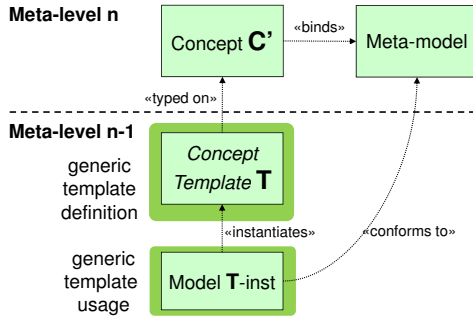 Meta-level n
Concept C’
«binds»
Meta-model
«typed on»
Meta-level n-1
generic
template
definition
Concept
Template T
«instantiates»
«conforms to»
generic
template
usage
Model T-inst